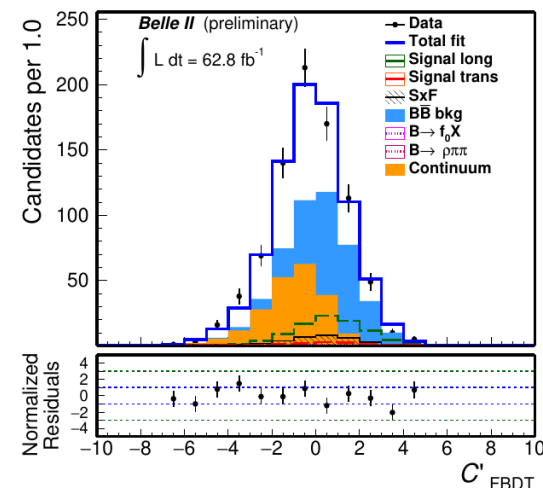 Belle II (preliminary)
∫ L dt = 62.8 fb⁻¹
Data
Total fit
Signal long
Signal trans
SxF
BB̅ bkg
B→ f₀X
B→ ρππ
Continuum
Candidates per 1.0
250
200
150
100
50
Normalized
Residuals
4
2
0
−2
−4
−10 −8 −6 −4 −2 0 2 4 6 8 10
C'FBDT